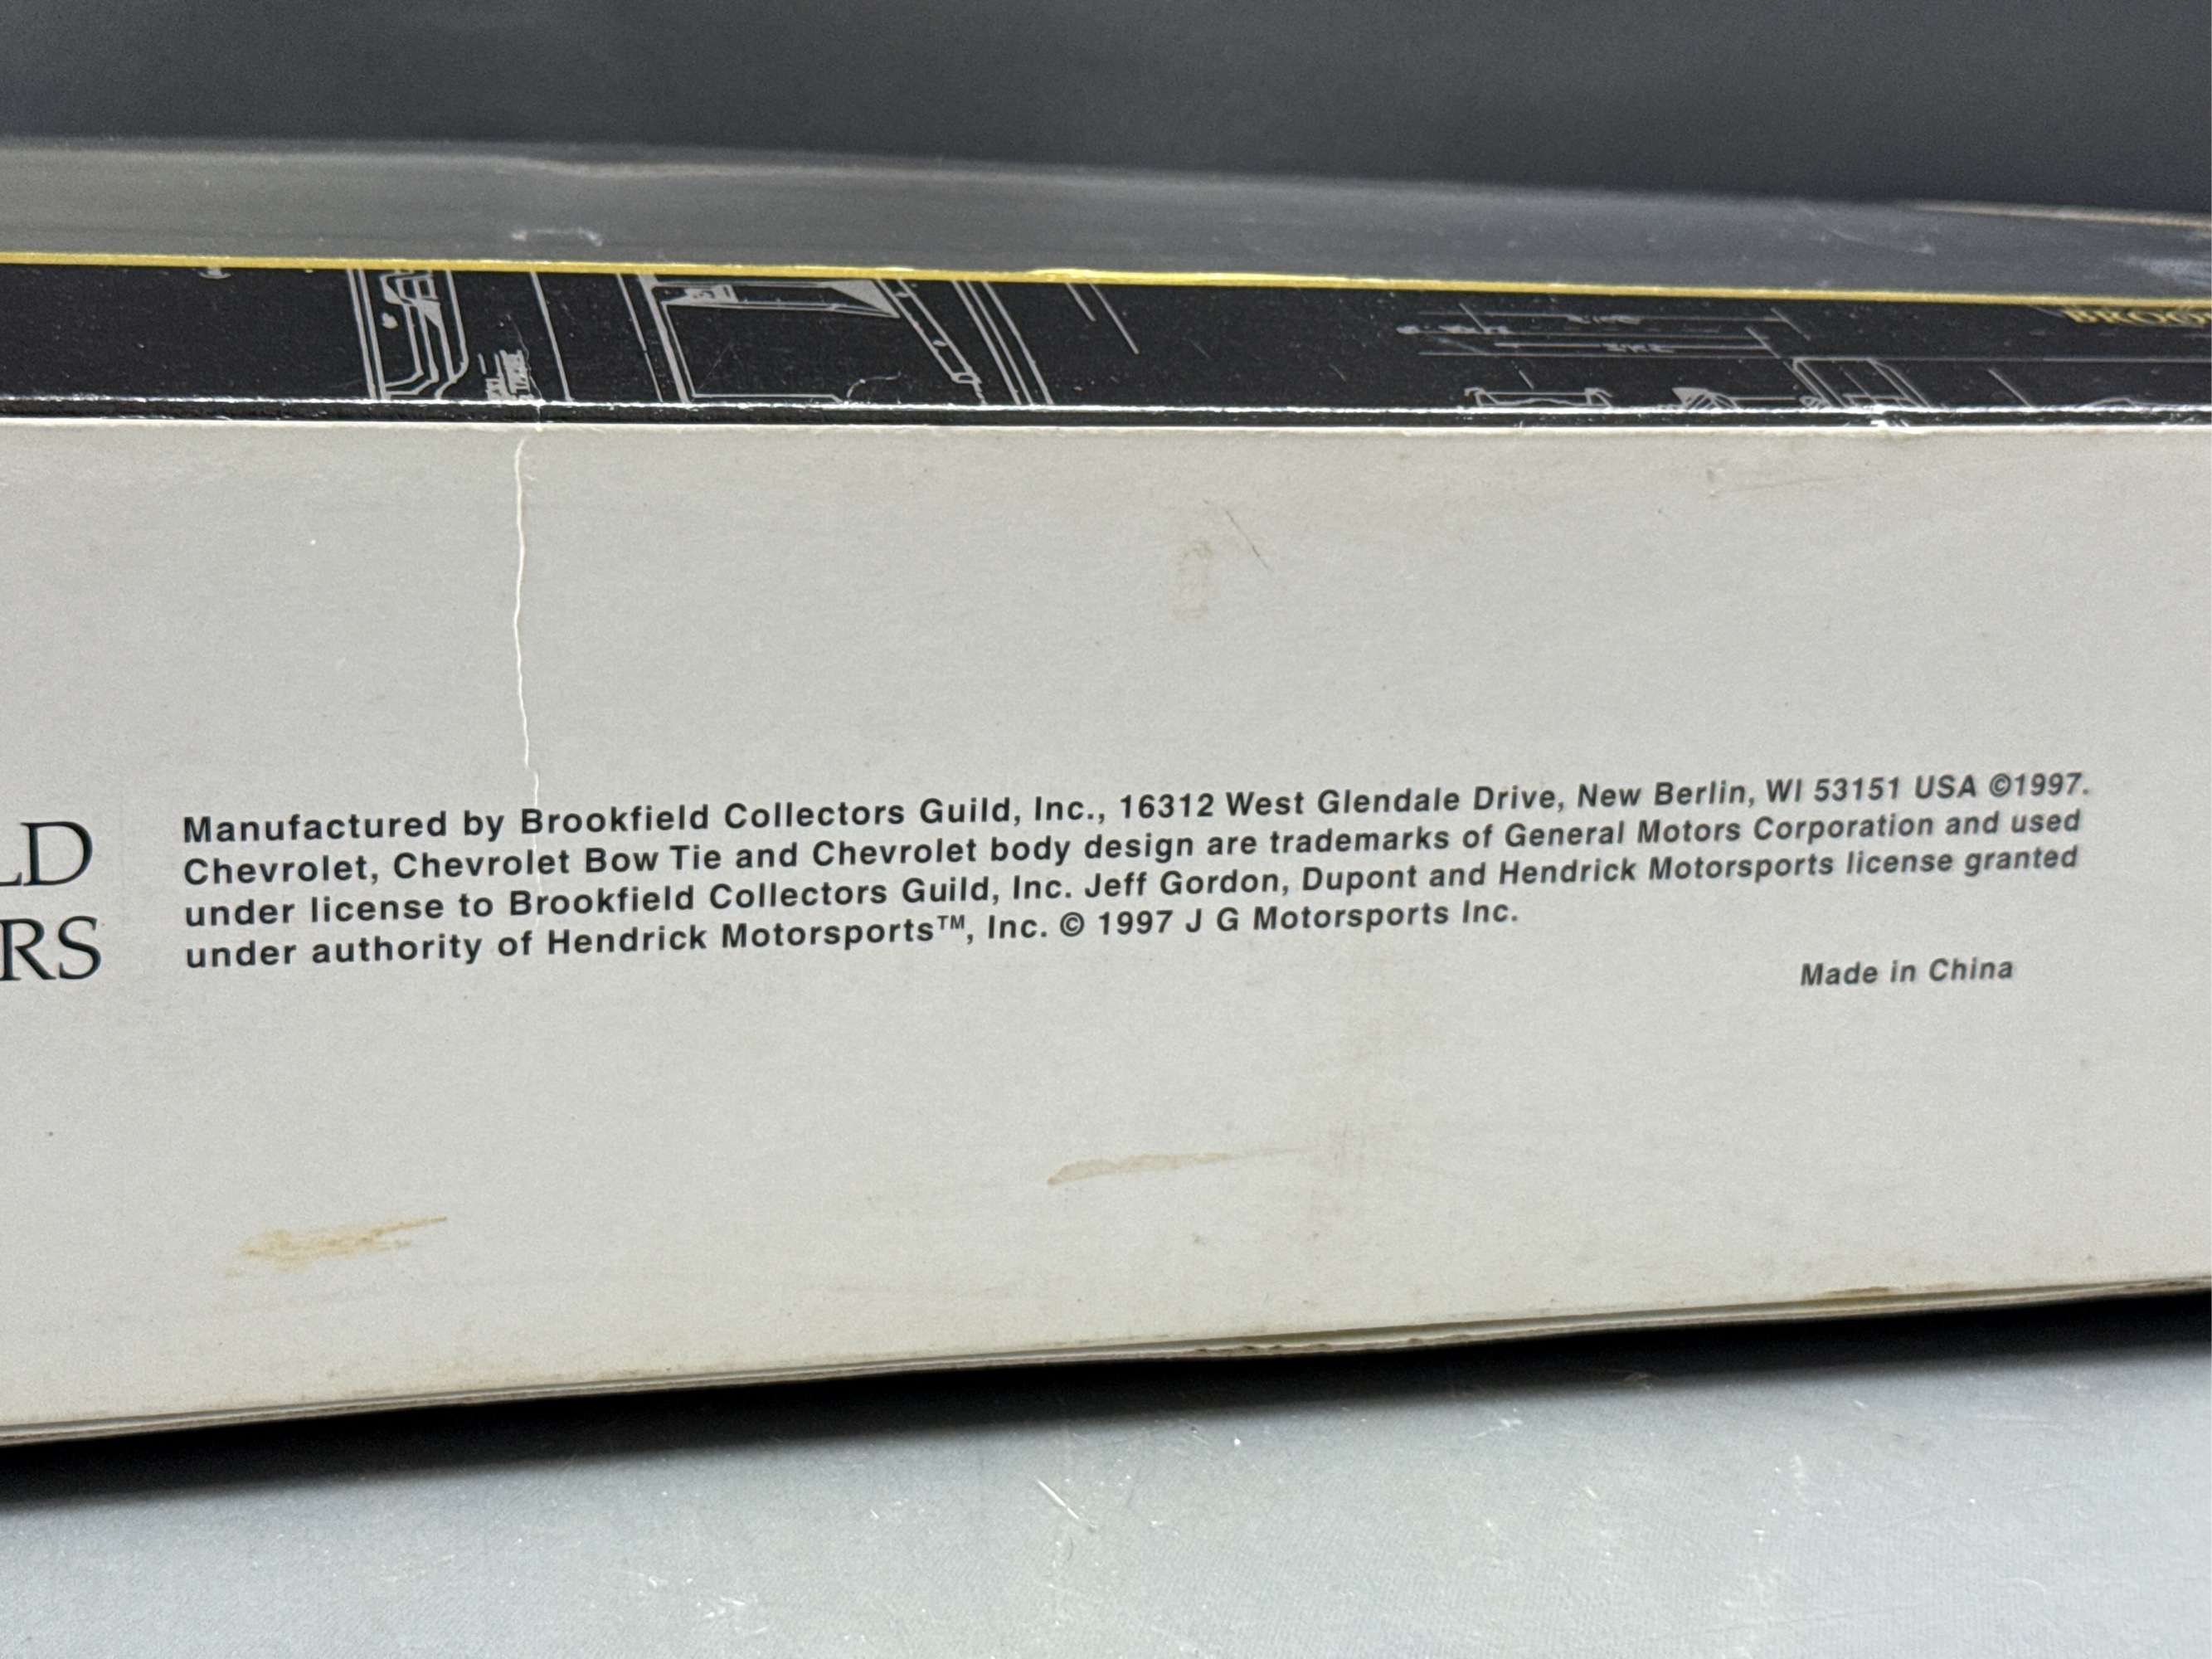 LD
RS
Manufactured by Brookfield Collectors Guild, Inc., 16312 West Glendale Drive, New Berlin, WI 53151 USA ©1997.
Chevrolet, Chevrolet Bow Tie and Chevrolet body design are trademarks of General Motors Corporation and used
under license to Brookfield Collectors Guild, Inc. Jeff Gordon, Dupont and Hendrick Motorsports license granted
under authority of Hendrick Motorsports™, Inc. © 1997 J G Motorsports Inc.
Made in China